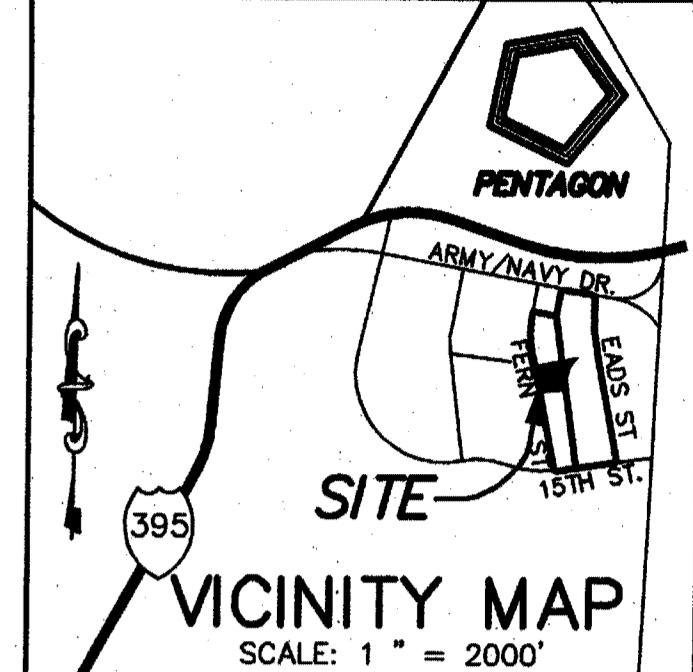 PENTAGON
ARMY/NAVY DR.
FERN ST
EADS ST
SITE
15TH ST.
395
VICINITY MAP
SCALE: 1 " = 2000'